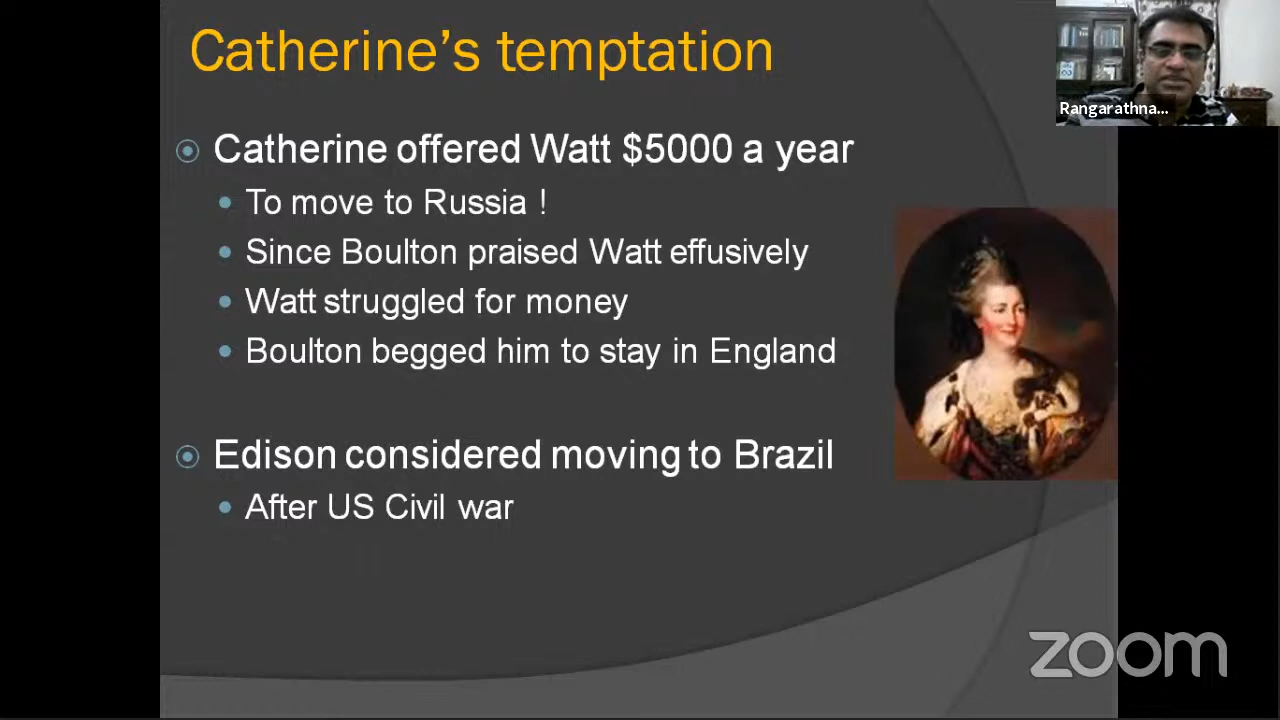 Catherine's temptation
Rangarathna...
Catherine offered Watt $5000 a year
To move to Russia !
Since Boulton praised Watt effusively
Watt struggled for money
Boulton begged him to stay in England
Edison considered moving to Brazil
After US Civil war
zoom